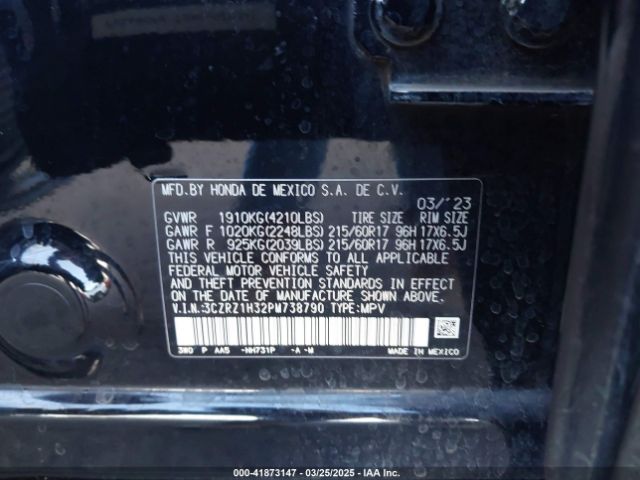 MFD.BY HONDA DE MEXICO S.A. DE C.V.
03/'23
GVWR 1910KG(4210LBS) TIRE SIZE RIM SIZE
GAWR F 1020KG(2248LBS) 215/60R17 96H 17X6.5J
GAWR R 925KG(2039LBS) 215/60R17 96H 17X6.5J
THIS VEHICLE CONFORMS TO ALL APPLICABLE
FEDERAL MOTOR VEHICLE SAFETY
AND THEFT PREVENTION STANDARDS IN EFFECT
ON THE DATE OF MANUFACTURE SHOWN ABOVE.
V.I.N:3CZRZ1H32PM738790 TYPE:MPV
3W0 P AA5 -NH731P -A -M MADE IN MEXICO
000-41873147 - 03/25/2025 - IAA Inc.